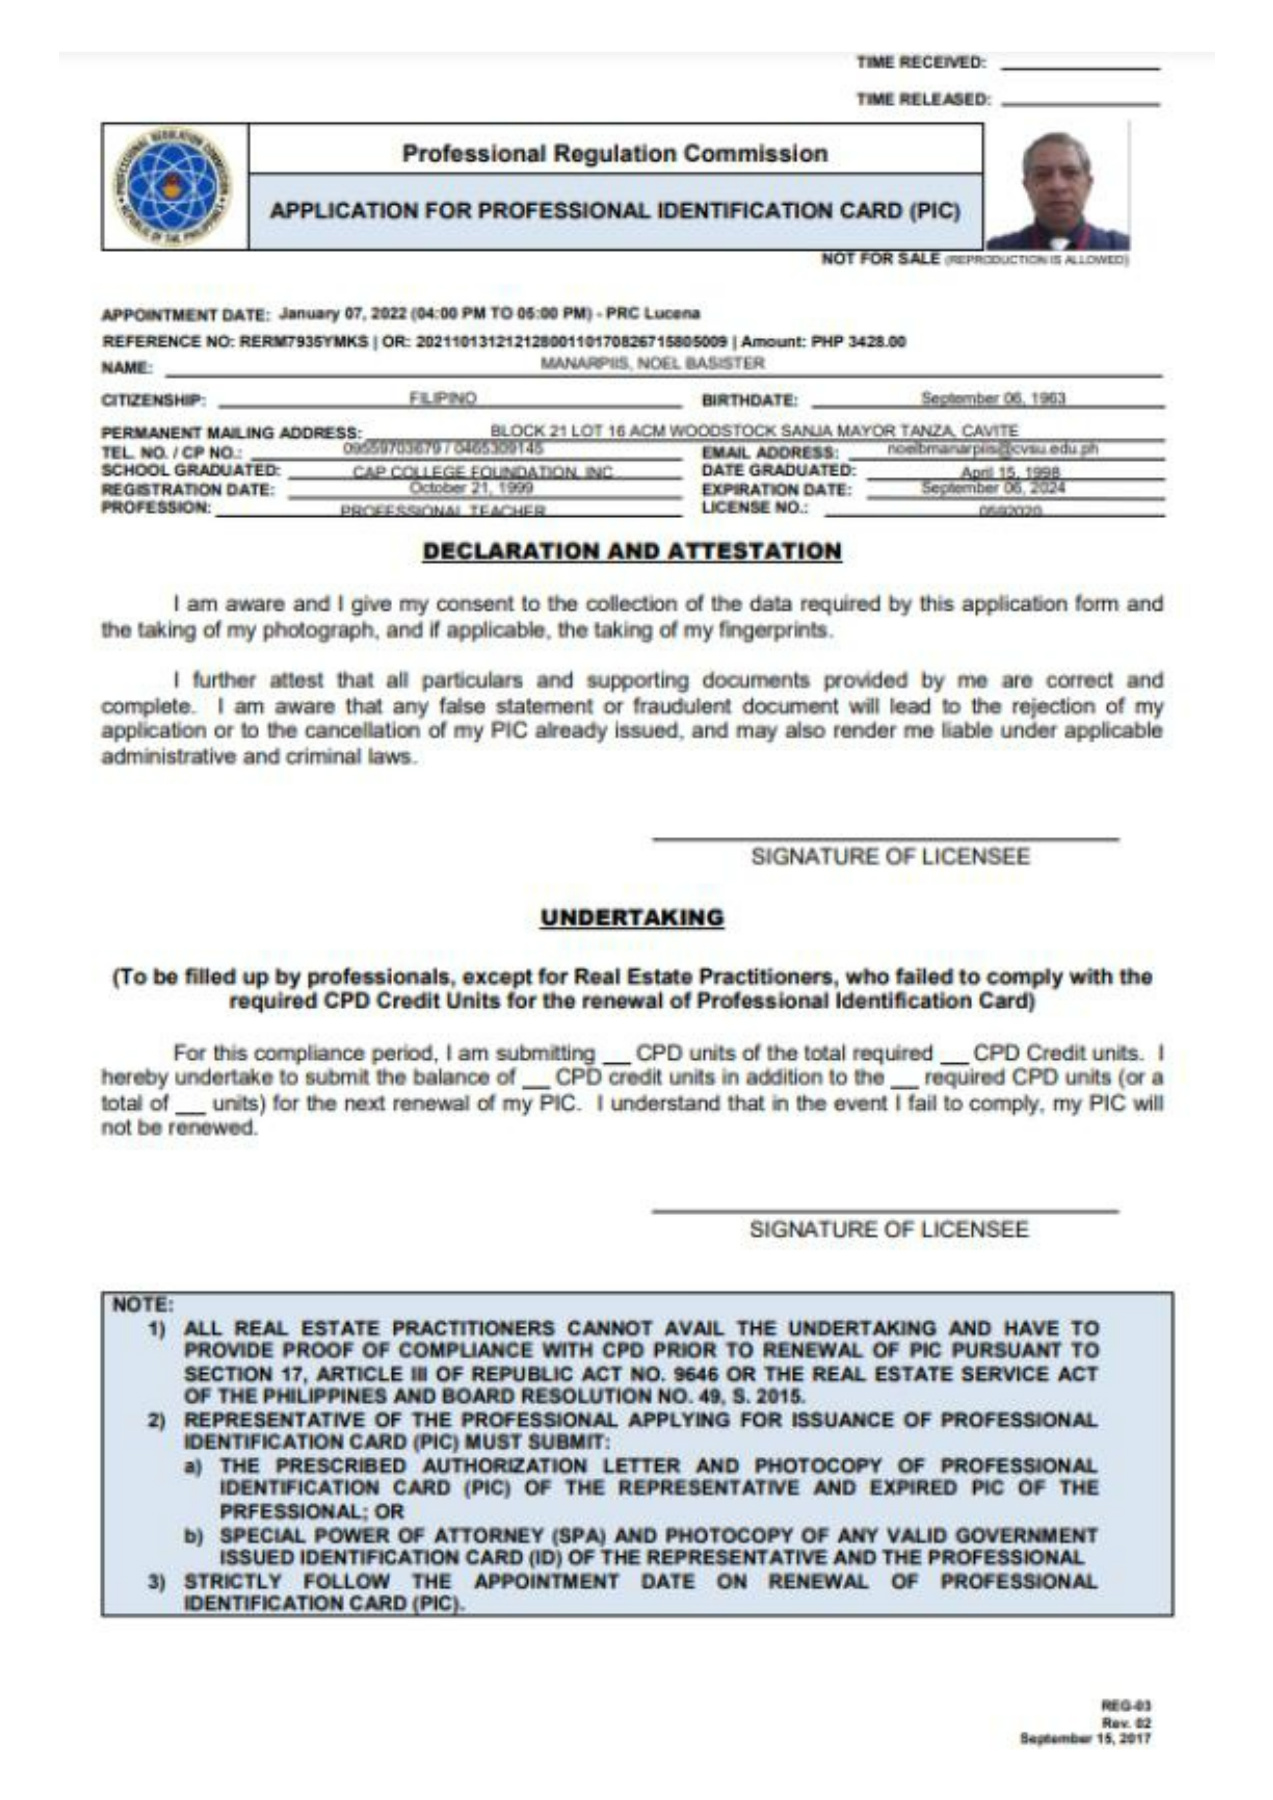 TIME RECEIVED:
TIME RELEASED:
PROFESSIONAL REGULATION COMMISSION
REPUBLIC OF THE PHILIPPINES
Professional Regulation Commission
APPLICATION FOR PROFESSIONAL IDENTIFICATION CARD (PIC)
NOT FOR SALE (REPRODUCTION IS ALLOWED)
APPOINTMENT DATE: January 07, 2022 (04:00 PM TO 05:00 PM) - PRC Lucena
REFERENCE NO: RERM7935YMKS | OR: 20211013121212800110170826715805009 | Amount: PHP 3428.00
NAME: MANARPIIS, NOEL BASISTER
CITIZENSHIP: FILIPINO BIRTHDATE: September 06, 1963
PERMANENT MAILING ADDRESS: BLOCK 21 LOT 16 ACM WOODSTOCK SANJA MAYOR TANZA, CAVITE
TEL. NO. / CP NO.: 09559703679 / 0465309145 EMAIL ADDRESS: noelbmanarpiis@cvsu.edu.ph
SCHOOL GRADUATED: CAP COLLEGE FOUNDATION, INC. DATE GRADUATED: April 15, 1998
REGISTRATION DATE: October 21, 1999 EXPIRATION DATE: September 06, 2024
PROFESSION: PROFESSIONAL TEACHER LICENSE NO.: 0592020
DECLARATION AND ATTESTATION
I am aware and I give my consent to the collection of the data required by this application form and
the taking of my photograph, and if applicable, the taking of my fingerprints.
I further attest that all particulars and supporting documents provided by me are correct and
complete. I am aware that any false statement or fraudulent document will lead to the rejection of my
application or to the cancellation of my PIC already issued, and may also render me liable under applicable
administrative and criminal laws.
SIGNATURE OF LICENSEE
UNDERTAKING
(To be filled up by professionals, except for Real Estate Practitioners, who failed to comply with the
required CPD Credit Units for the renewal of Professional Identification Card)
For this compliance period, I am submitting __ CPD units of the total required __ CPD Credit units. I
hereby undertake to submit the balance of __ CPD credit units in addition to the __ required CPD units (or a
total of __ units) for the next renewal of my PIC. I understand that in the event I fail to comply, my PIC will
not be renewed.
SIGNATURE OF LICENSEE
NOTE:
1) ALL REAL ESTATE PRACTITIONERS CANNOT AVAIL THE UNDERTAKING AND HAVE TO
PROVIDE PROOF OF COMPLIANCE WITH CPD PRIOR TO RENEWAL OF PIC PURSUANT TO
SECTION 17, ARTICLE III OF REPUBLIC ACT NO. 9646 OR THE REAL ESTATE SERVICE ACT
OF THE PHILIPPINES AND BOARD RESOLUTION NO. 49, S. 2015.
2) REPRESENTATIVE OF THE PROFESSIONAL APPLYING FOR ISSUANCE OF PROFESSIONAL
IDENTIFICATION CARD (PIC) MUST SUBMIT:
a) THE PRESCRIBED AUTHORIZATION LETTER AND PHOTOCOPY OF PROFESSIONAL
IDENTIFICATION CARD (PIC) OF THE REPRESENTATIVE AND EXPIRED PIC OF THE
PRFESSIONAL; OR
b) SPECIAL POWER OF ATTORNEY (SPA) AND PHOTOCOPY OF ANY VALID GOVERNMENT
ISSUED IDENTIFICATION CARD (ID) OF THE REPRESENTATIVE AND THE PROFESSIONAL
3) STRICTLY FOLLOW THE APPOINTMENT DATE ON RENEWAL OF PROFESSIONAL
IDENTIFICATION CARD (PIC).
REG-03
Rev. 02
September 15, 2017